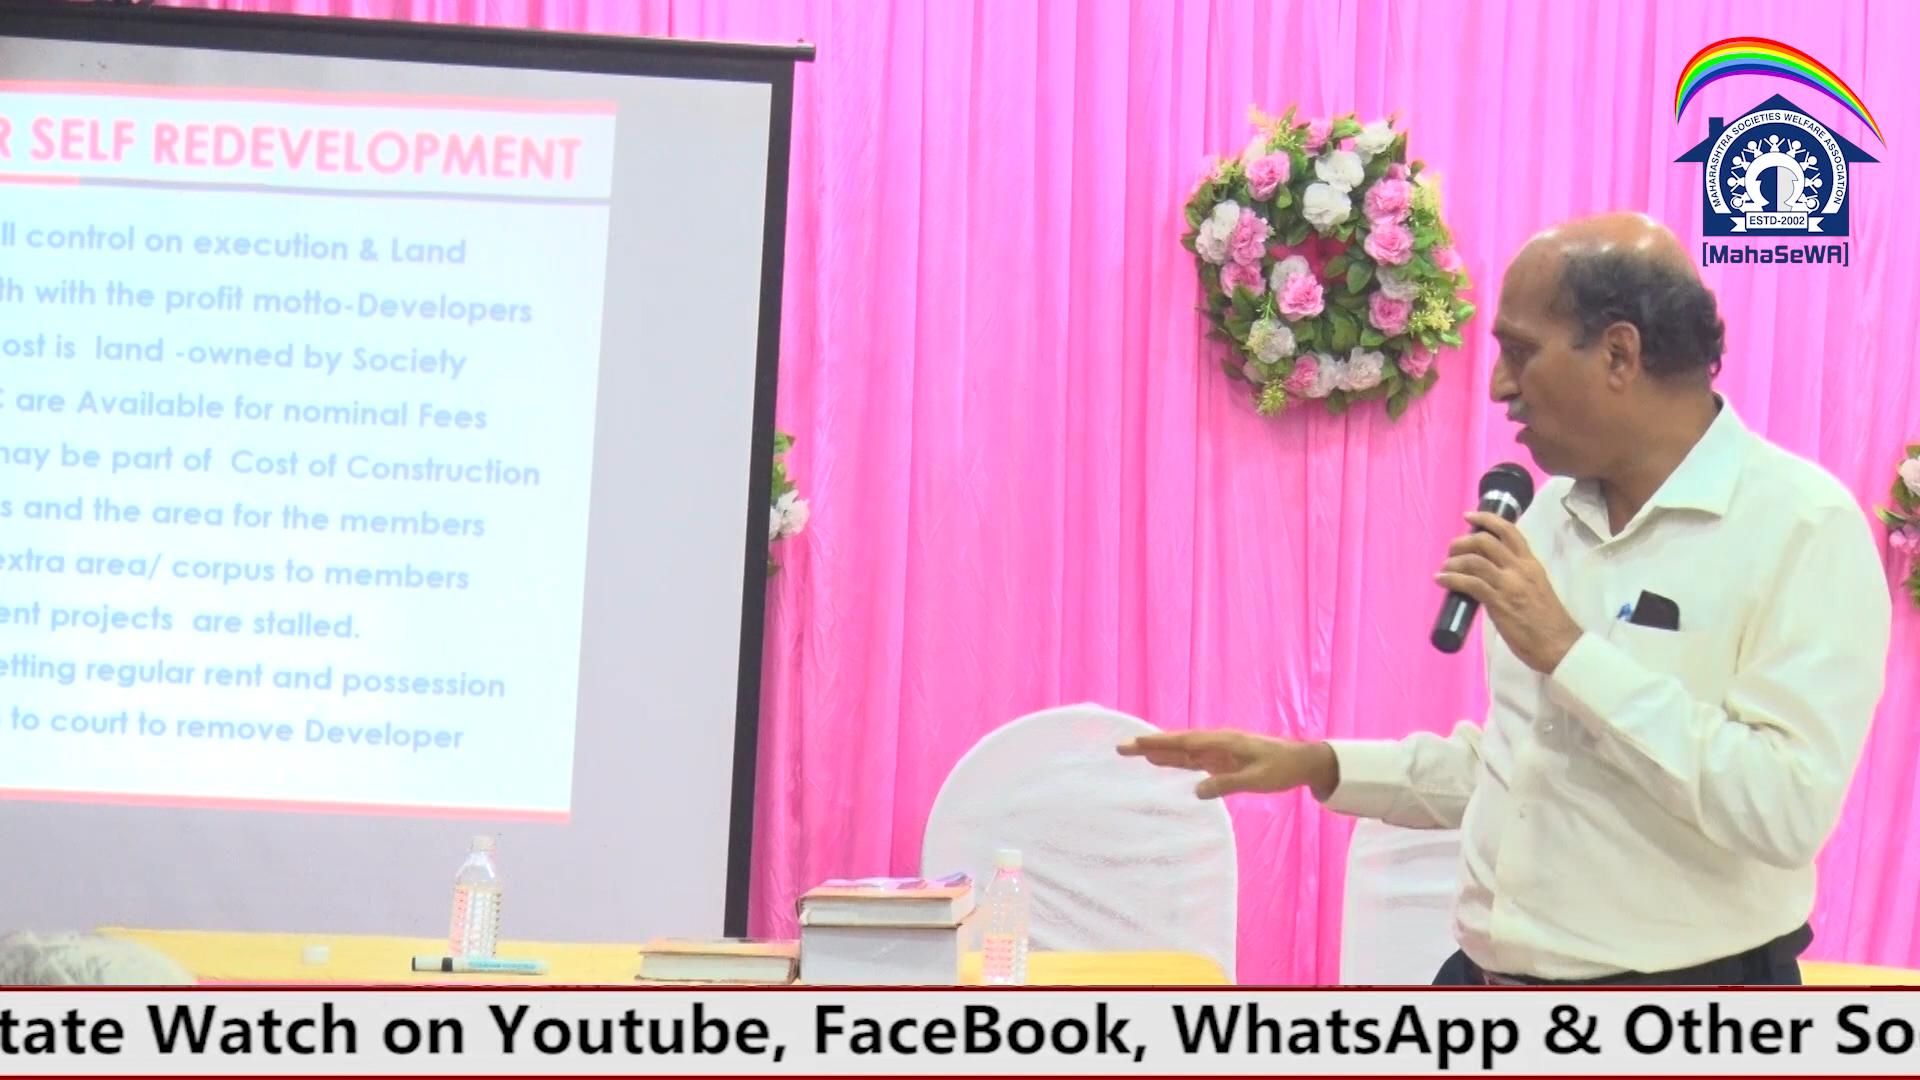 R SELF REDEVELOPMENT
ll control on execution & Land
th with the profit motto-Developers
ost is land -owned by Society
C are Available for nominal Fees
may be part of Cost of Construction
s and the area for the members
extra area/ corpus to members
ent projects are stalled.
etting regular rent and possession
to court to remove Developer
MAHARASHTRA SOCIETIES WELFARE ASSOCIATION
ESTD-2002
[MahaSeWA]
tate Watch on Youtube, FaceBook, WhatsApp & Other So